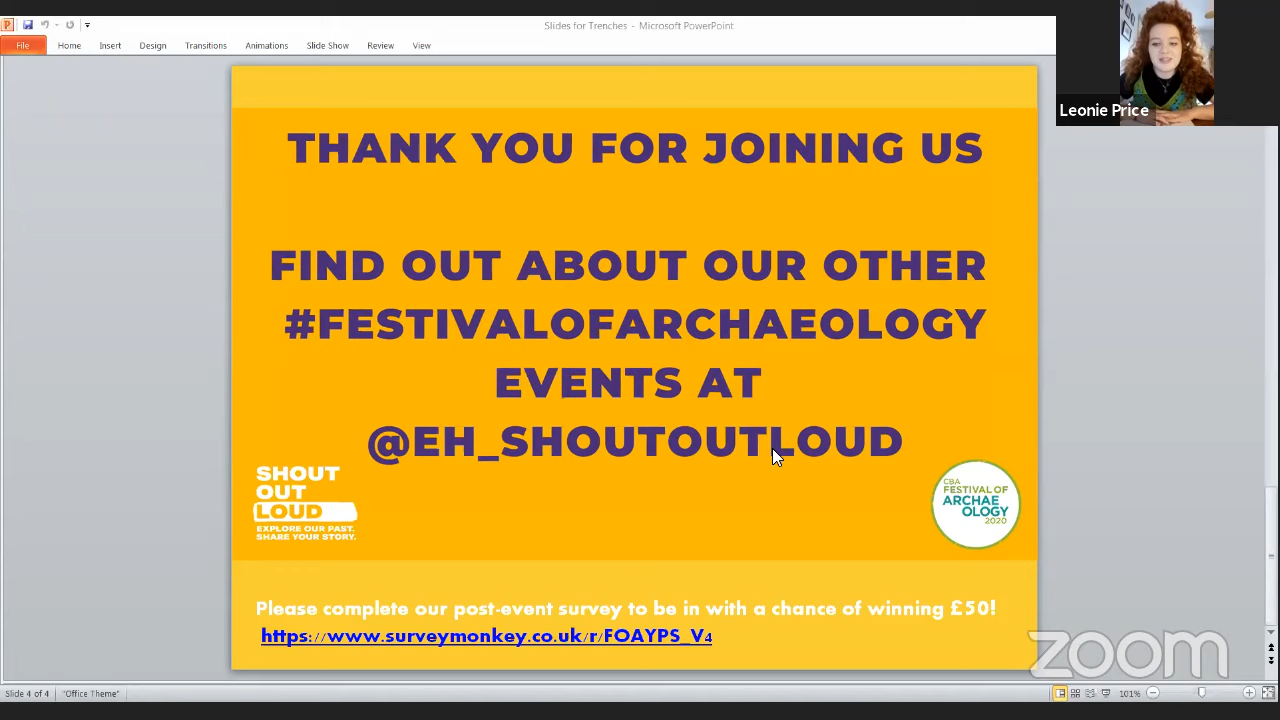 Slides for Trenches - Microsoft PowerPoint
File Home Insert Design Transitions Animations Slide Show Review View
Leonie Price
THANK YOU FOR JOINING US
FIND OUT ABOUT OUR OTHER
#FESTIVALOFARCHAEOLOGY
EVENTS AT
@EH_SHOUTOUTLOUD
SHOUT
OUT
LOUD
EXPLORE OUR PAST.
SHARE YOUR STORY.
CBA
FESTIVAL OF
ARCHAE
OLOGY
2020
Please complete our post-event survey to be in with a chance of winning £50!
https://www.surveymonkey.co.uk/r/FOAYPS_V4
zoom
Slide 4 of 4 "Office Theme" 101%